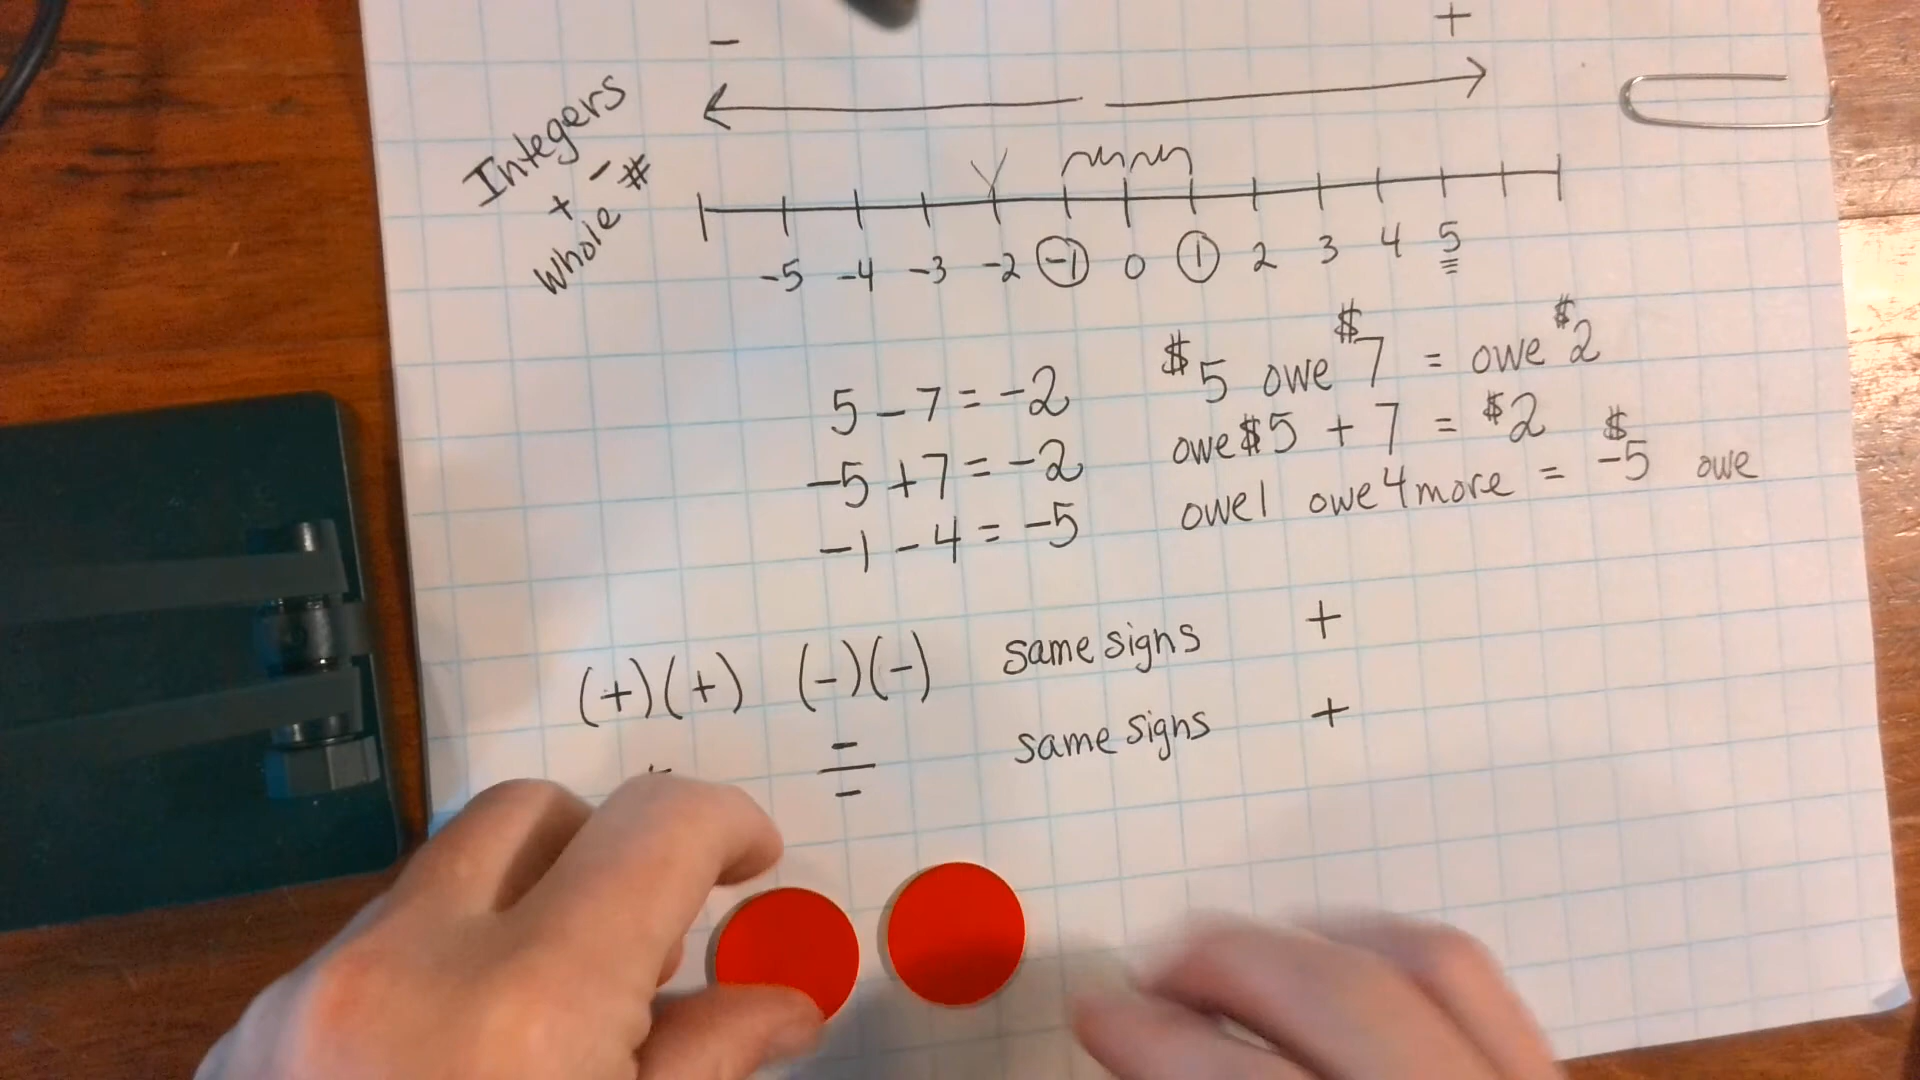 - +
Integers
+ -
Whole #
-5 -4 -3 -2 -1 0 1 2 3 4 5
5 - 7 = -2 $5 owe $7 = owe $2
-5 + 7 = -2 owe $5 + 7 = $2
-1 - 4 = -5 owe 1 owe 4 more = $-5 owe
(+)(+) (-)(-) same signs +
- same signs +
-